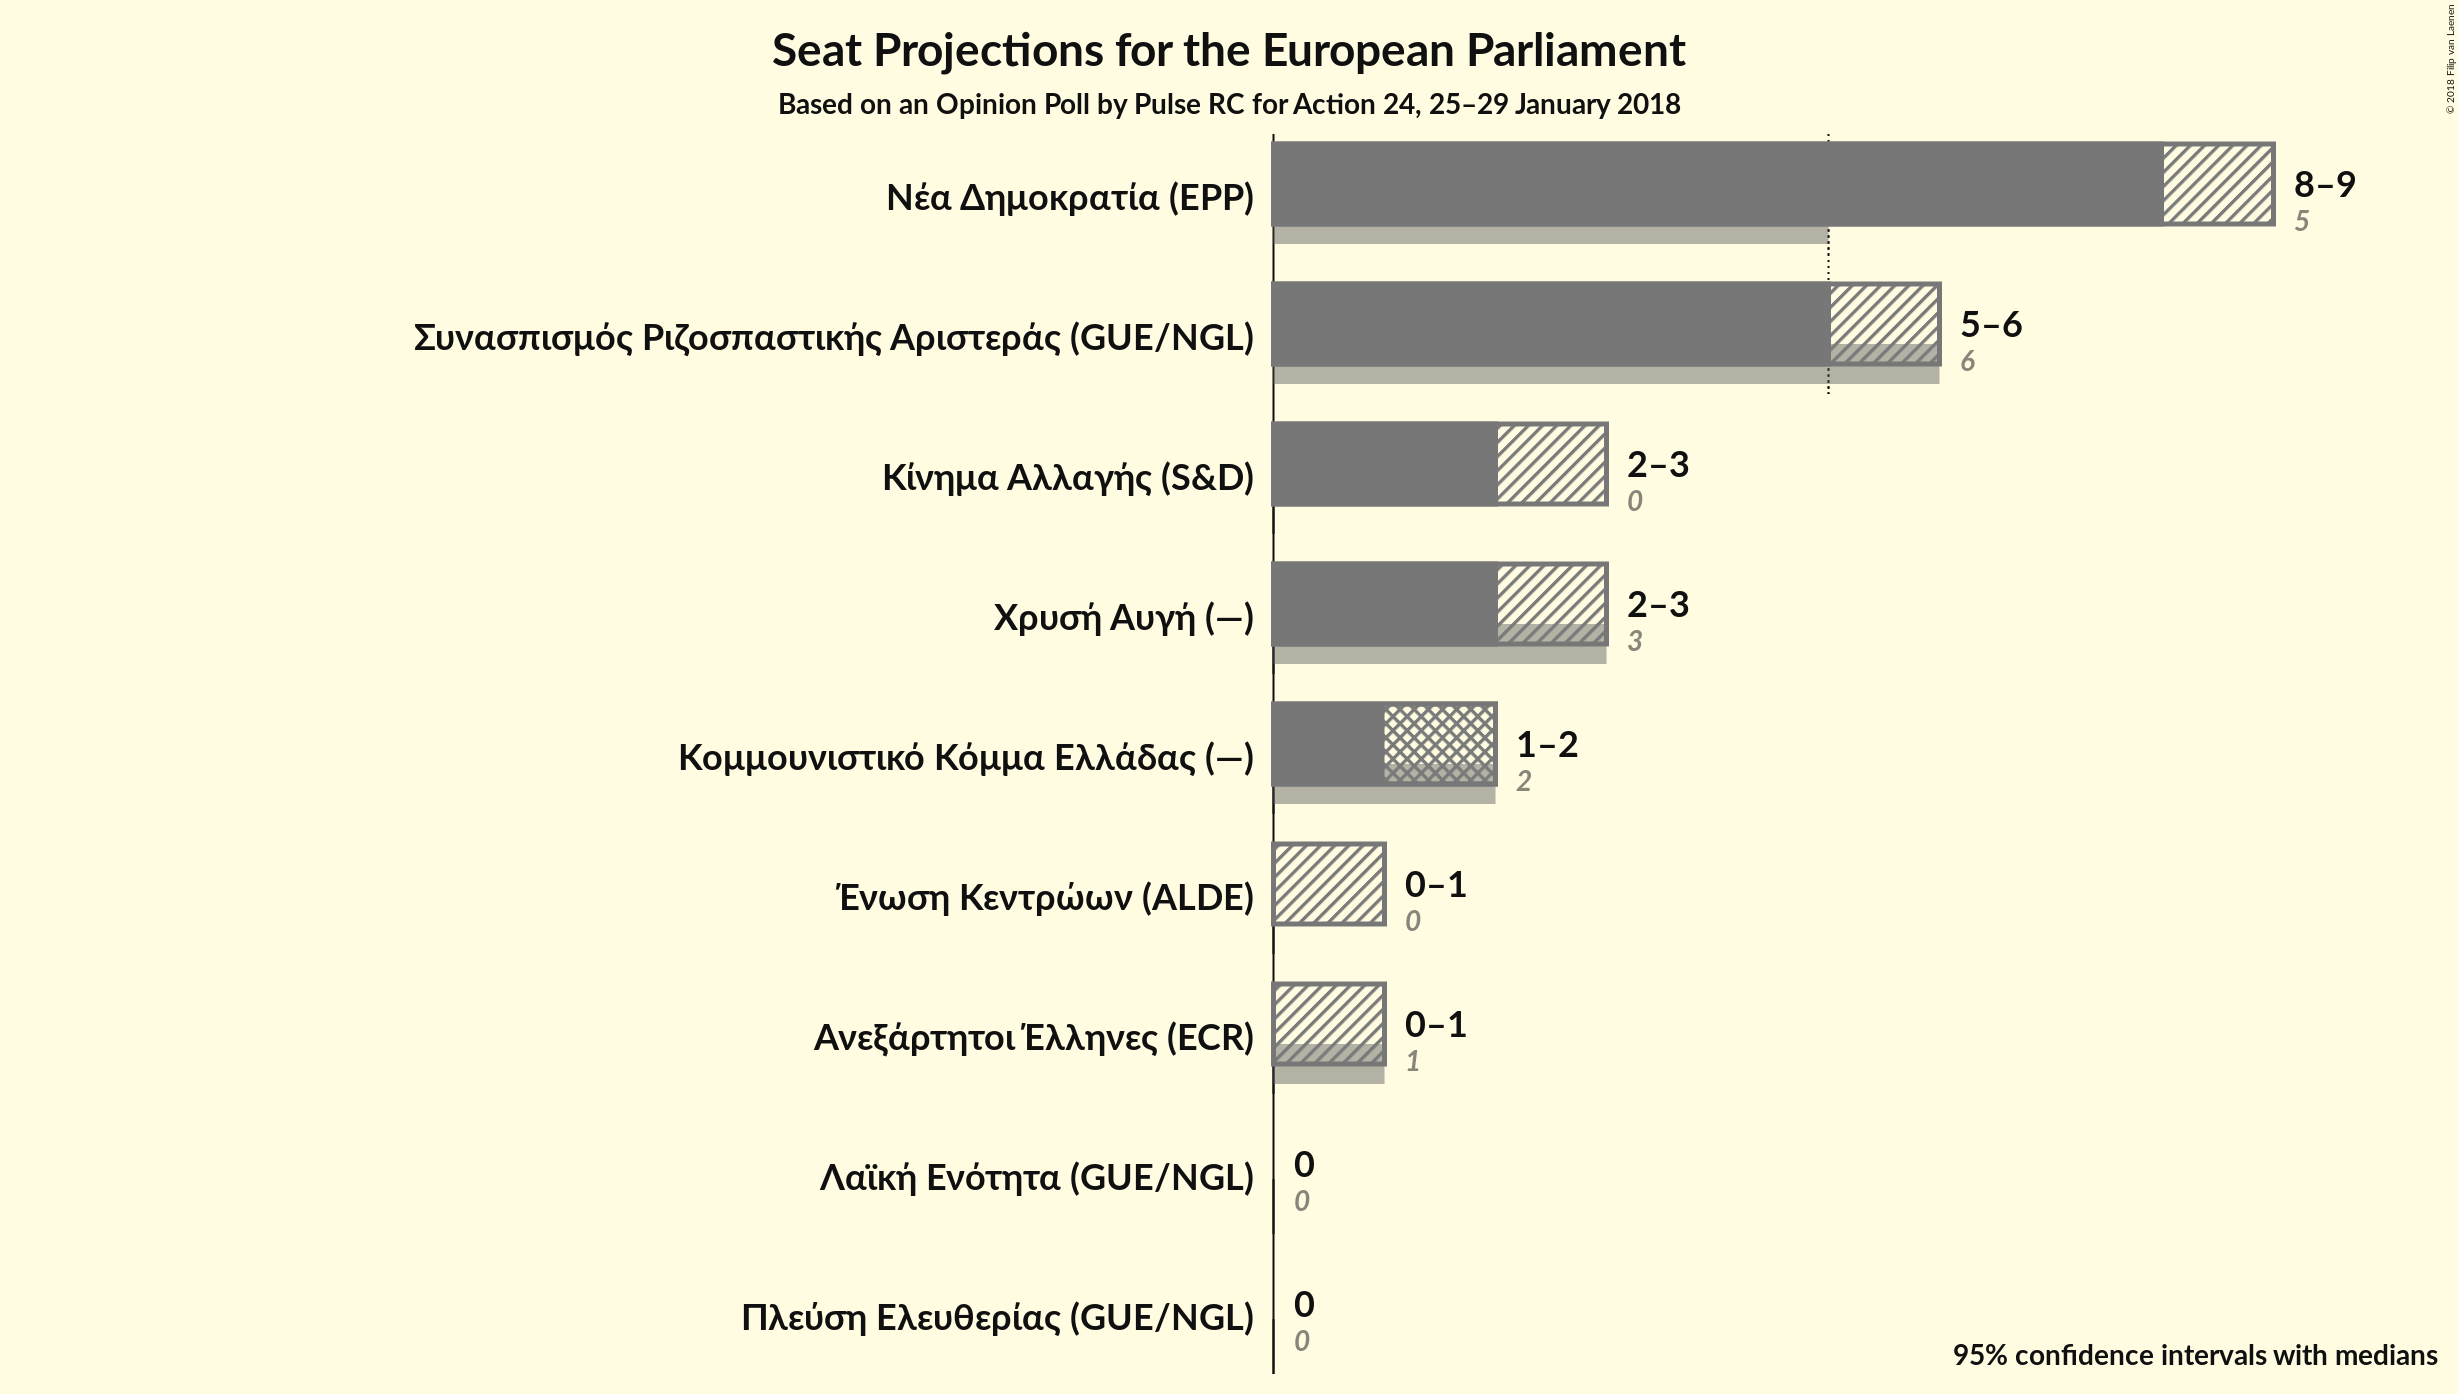 Seat Projections for the European Parliament
Based on an Opinion Poll by Pulse RC for Action 24, 25–29 January 2018
© 2018 Filip van Laenen
Νέα Δημοκρατία (EPP)
8–9
5
Συνασπισμός Ριζοσπαστικής Αριστεράς (GUE/NGL)
5–6
6
Κίνημα Αλλαγής (S&D)
2–3
0
Χρυσή Αυγή (—)
2–3
3
Κομμουνιστικό Κόμμα Ελλάδας (—)
1–2
2
Ένωση Κεντρώων (ALDE)
0–1
0
Ανεξάρτητοι Έλληνες (ECR)
0–1
1
Λαϊκή Ενότητα (GUE/NGL)
0
0
Πλεύση Ελευθερίας (GUE/NGL)
0
0
95% confidence intervals with medians